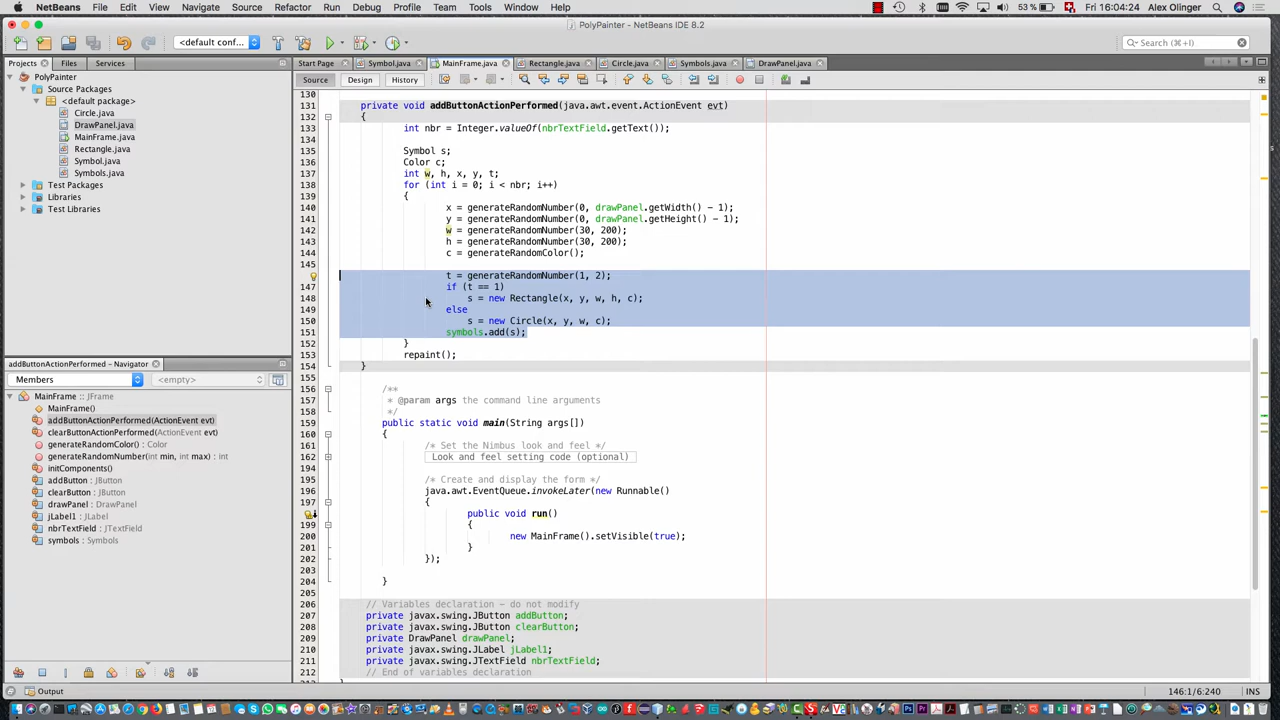 NetBeans File Edit View Navigate Source Refactor Run Debug Profile Team Tools Window Help
53 % Fri 16:04:24 Alex Olinger
PolyPainter - NetBeans IDE 8.2
<default conf... Search (⌘+I)
Projects Files Services
Start Page Symbol.java MainFrame.java Rectangle.java Circle.java Symbols.java DrawPanel.java
Source Design History
PolyPainter
Source Packages
<default package>
Circle.java
DrawPanel.java
MainFrame.java
Rectangle.java
Symbol.java
Symbols.java
Test Packages
Libraries
Test Libraries
addButtonActionPerformed - Navigator
Members <empty>
MainFrame :: JFrame
MainFrame()
addButtonActionPerformed(ActionEvent evt)
clearButtonActionPerformed(ActionEvent evt)
generateRandomColor() : Color
generateRandomNumber(int min, int max) : int
initComponents()
addButton : JButton
clearButton : JButton
drawPanel : DrawPanel
jLabel1 : JLabel
nbrTextField : JTextField
symbols : Symbols
130
131 private void addButtonActionPerformed(java.awt.event.ActionEvent evt)
132 {
133 int nbr = Integer.valueOf(nbrTextField.getText());
134
135 Symbol s;
136 Color c;
137 int w, h, x, y, t;
138 for (int i = 0; i < nbr; i++)
139 {
140 x = generateRandomNumber(0, drawPanel.getWidth() - 1);
141 y = generateRandomNumber(0, drawPanel.getHeight() - 1);
142 w = generateRandomNumber(30, 200);
143 h = generateRandomNumber(30, 200);
144 c = generateRandomColor();
145
t = generateRandomNumber(1, 2);
147 if (t == 1)
148 s = new Rectangle(x, y, w, h, c);
149 else
150 s = new Circle(x, y, w, c);
151 symbols.add(s);
152 }
153 repaint();
154 }
155
156 /**
157 * @param args the command line arguments
158 */
159 public static void main(String args[])
160 {
161 /* Set the Nimbus look and feel */
162 Look and feel setting code (optional)
194
195 /* Create and display the form */
196 java.awt.EventQueue.invokeLater(new Runnable()
197 {
public void run()
199 {
200 new MainFrame().setVisible(true);
201 }
202 });
203
204 }
205
206 // Variables declaration - do not modify
207 private javax.swing.JButton addButton;
208 private javax.swing.JButton clearButton;
209 private DrawPanel drawPanel;
210 private javax.swing.JLabel jLabel1;
211 private javax.swing.JTextField nbrTextField;
212 // End of variables declaration
Output 146:1/6:240 INS